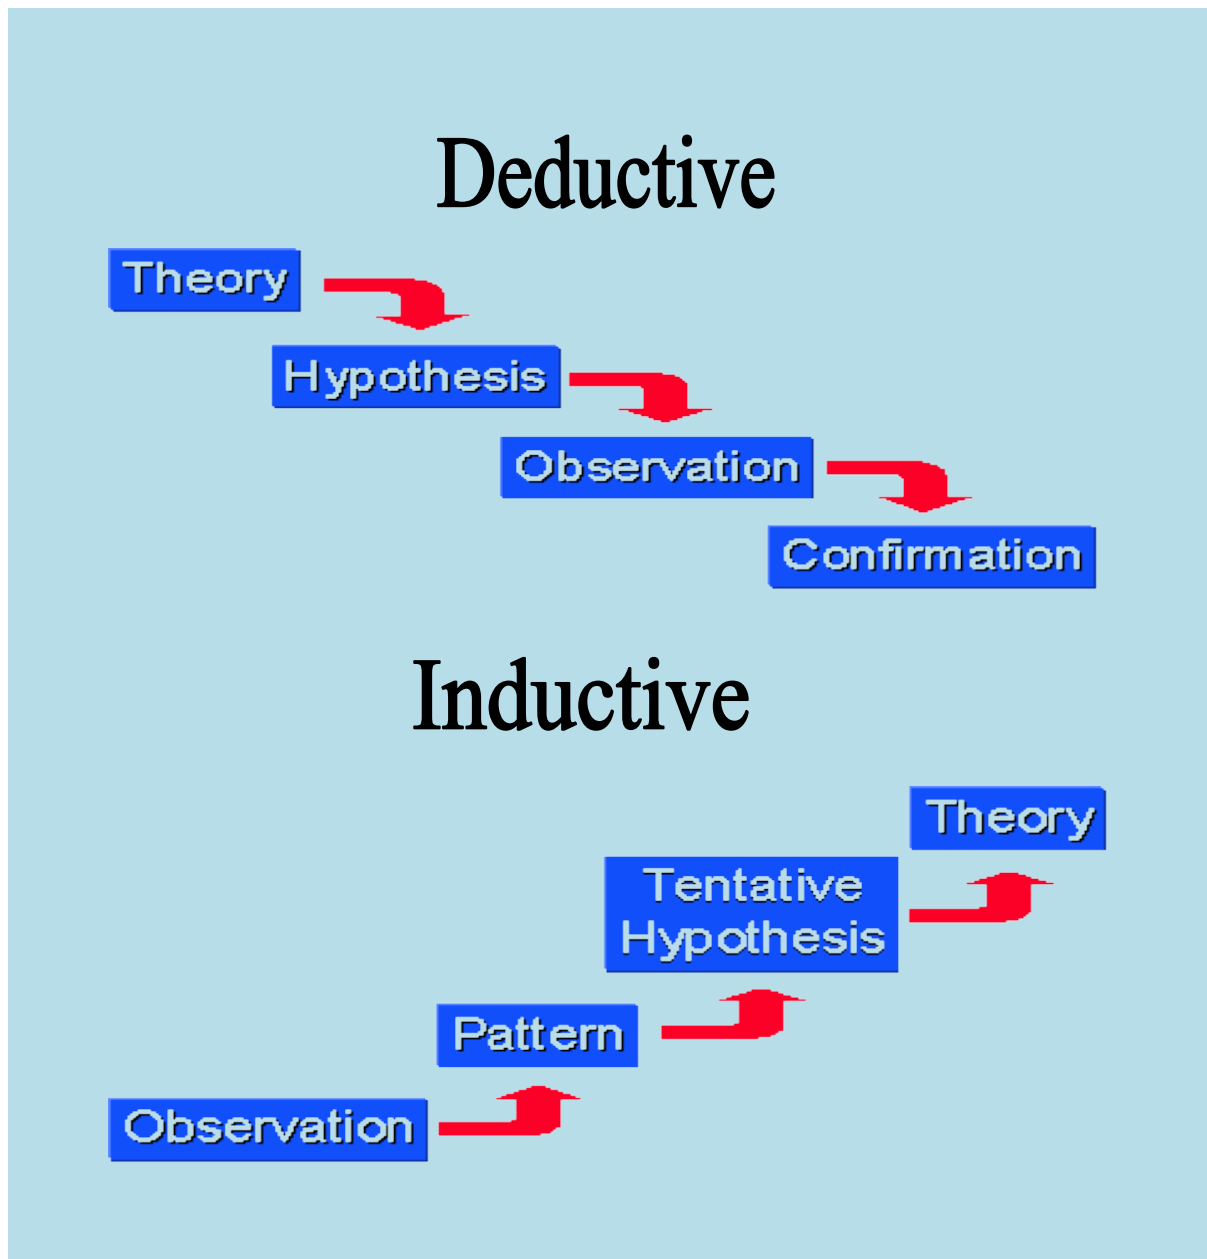 Deductive
Theory
Hypothesis
Observation
Confirmation
Inductive
Theory
Tentative
Hypothesis
Pattern
Observation